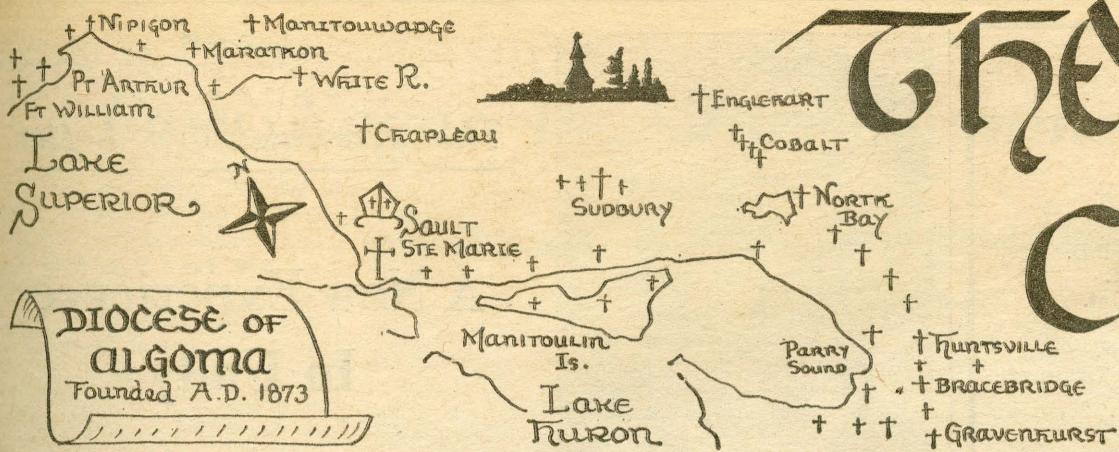 Nipigon
Manitouwadge
Marathon
Pt Arthur
White R.
Ft William
The
Englehart
Chapleau
Cobalt
Lake
Superior
N
Sudbury
North
Bay
Sault
Ste Marie
DIOCESE OF
ALGOMA
Founded A.D. 1873
Manitoulin
Is.
Lake
Huron
Parry
Sound
Huntsville
Bracebridge
Gravenhurst
C